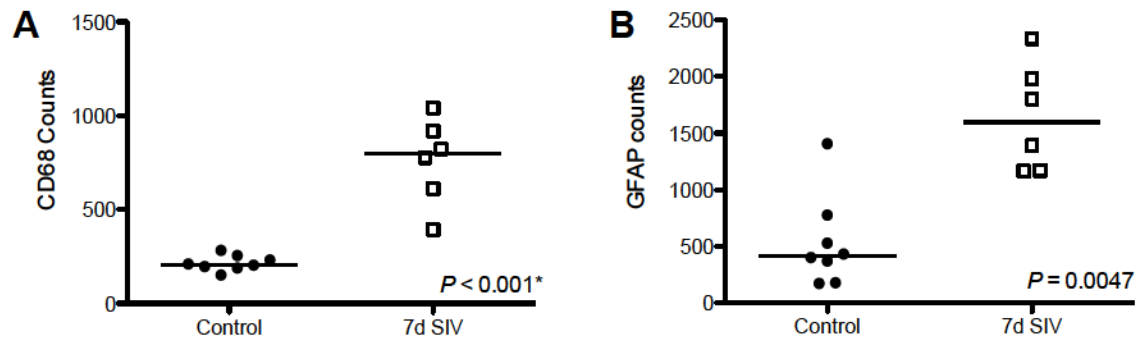 A
CD68 Counts
1500
1000
500
0
Control
7d SIV
P < 0.001*
B
GFAP counts
2500
2000
1500
1000
500
0
Control
7d SIV
P = 0.0047